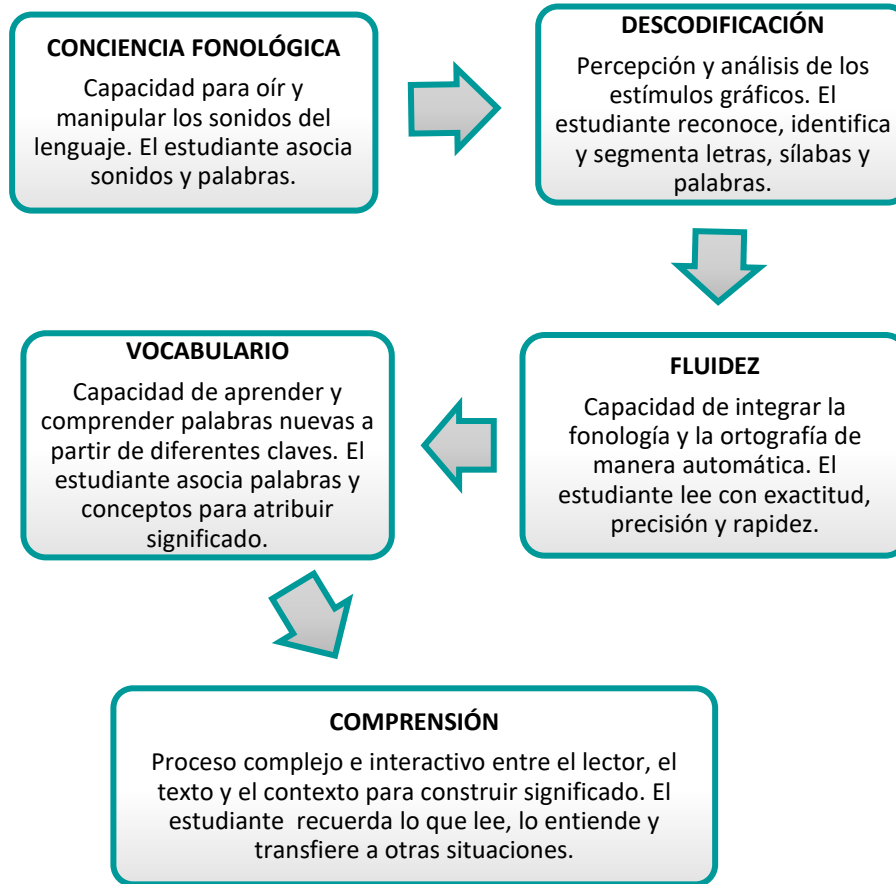 CONCIENCIA FONOLÓGICA
Capacidad para oír y
manipular los sonidos del
lenguaje. El estudiante asocia
sonidos y palabras.
DESCODIFICACIÓN
Percepción y análisis de los
estímulos gráficos. El
estudiante reconoce, identifica
y segmenta letras, sílabas y
palabras.
FLUIDEZ
Capacidad de integrar la
fonología y la ortografía de
manera automática. El
estudiante lee con exactitud,
precisión y rapidez.
VOCABULARIO
Capacidad de aprender y
comprender palabras nuevas a
partir de diferentes claves. El
estudiante asocia palabras y
conceptos para atribuir
significado.
COMPRENSIÓN
Proceso complejo e interactivo entre el lector, el
texto y el contexto para construir significado. El
estudiante recuerda lo que lee, lo entiende y
transfiere a otras situaciones.